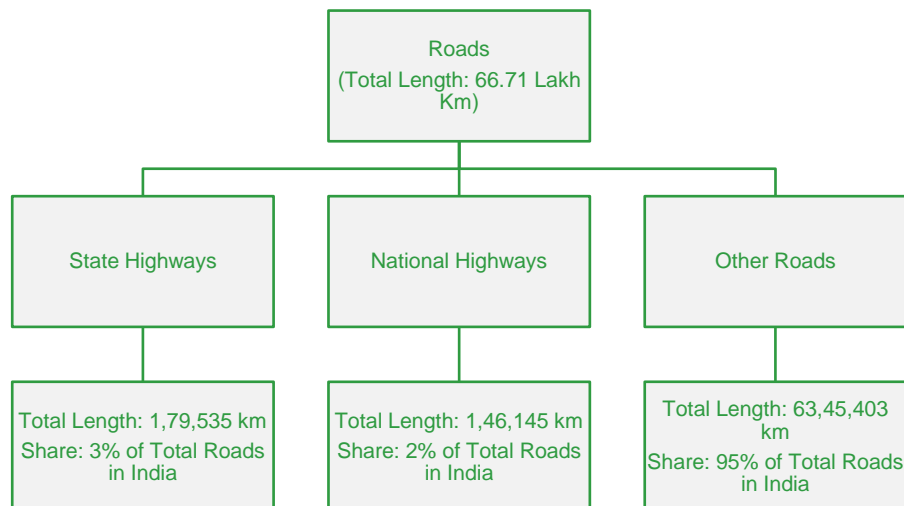 Roads
(Total Length: 66.71 Lakh
Km)
State Highways
National Highways
Other Roads
Total Length: 1,79,535 km
Share: 3% of Total Roads
in India
Total Length: 1,46,145 km
Share: 2% of Total Roads
in India
Total Length: 63,45,403
km
Share: 95% of Total Roads
in India